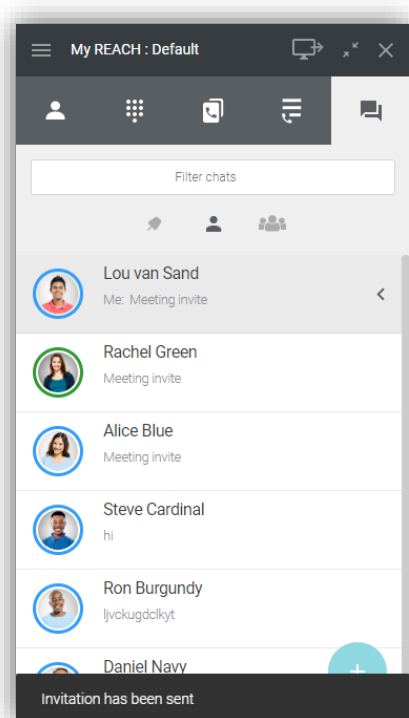 My REACH : Default
Filter chats
Lou van Sand
Me: Meeting invite
Rachel Green
Meeting invite
Alice Blue
Meeting invite
Steve Cardinal
hi
Ron Burgundy
ljvckugdclkyt
Daniel Navy
Invitation has been sent